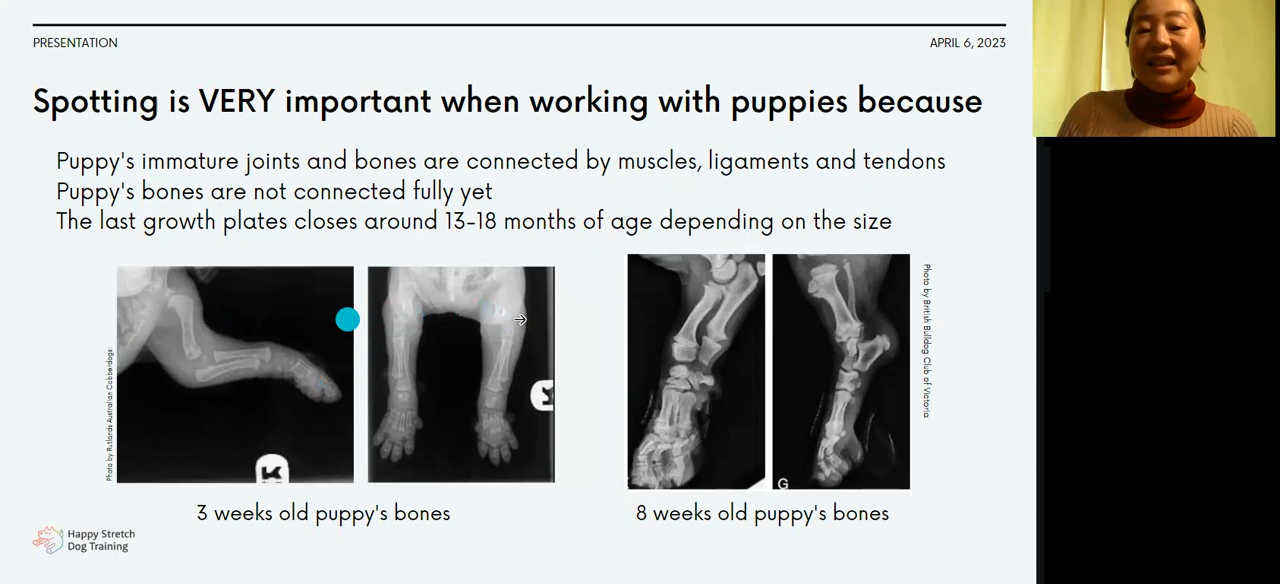 PRESENTATION
APRIL 6, 2023
Spotting is VERY important when working with puppies because
Puppy's immature joints and bones are connected by muscles, ligaments and tendons
Puppy's bones are not connected fully yet
The last growth plates closes around 13-18 months of age depending on the size
Photo by Rutlands Australian Cobberdogs:
K
K
G
Photo by British Bulldog Club of Victoria
3 weeks old puppy's bones
8 weeks old puppy's bones
Happy Stretch
Dog Training